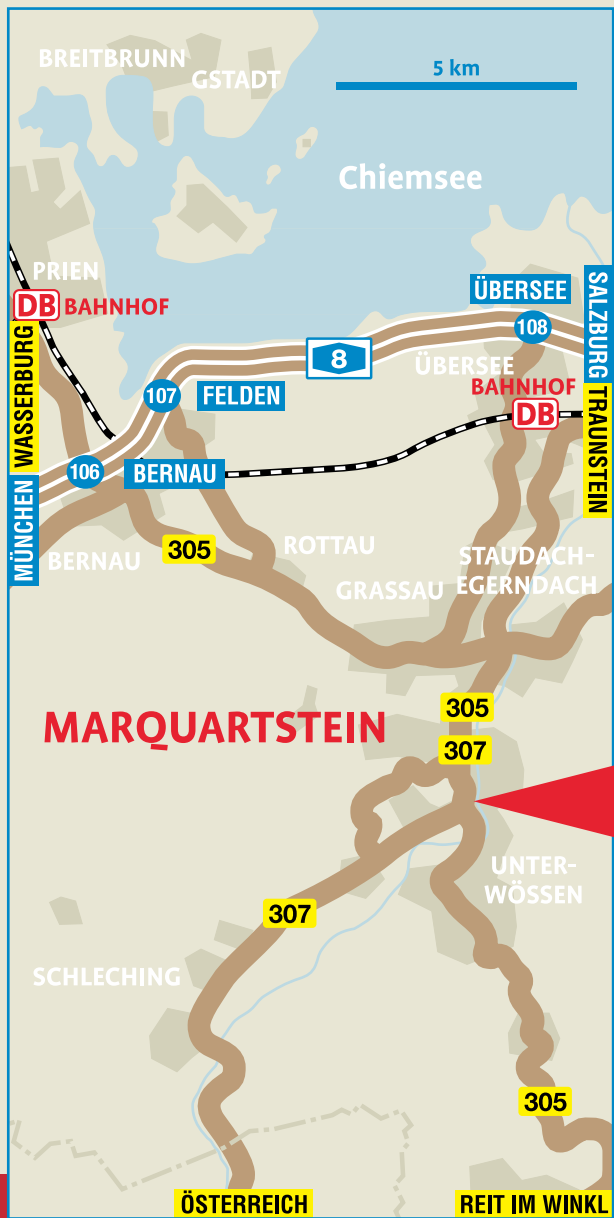 BREITBRUNN
GSTADT
5 km
Chiemsee
PRIEN
DB BAHNHOF
WASSERBURG
MÜNCHEN
ÜBERSEE
108
SALZBURG
TRAUNSTEIN
8
ÜBERSEE
BAHNHOF
DB
107
FELDEN
106
BERNAU
BERNAU
305
ROTTAU
STAUDACH-
EGERNDACH
GRASSAU
305
MARQUARTSTEIN
307
UNTER-
WÖSSEN
307
SCHLECHING
305
ÖSTERREICH
REIT IM WINKL